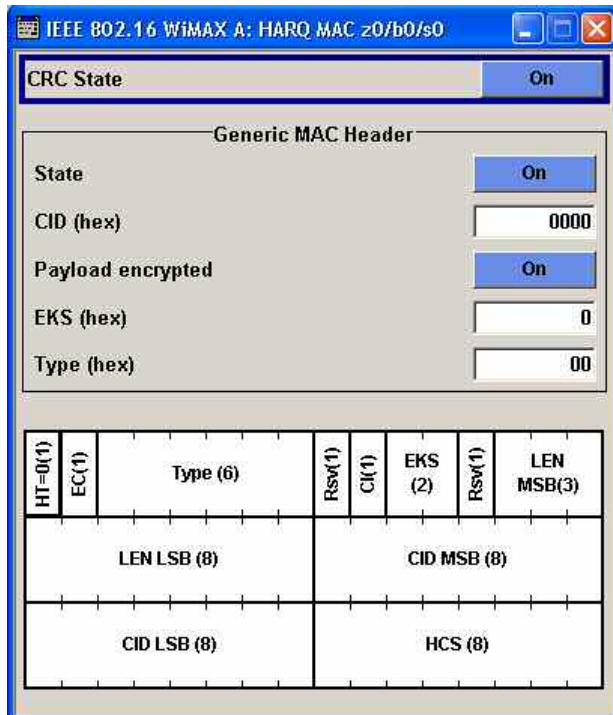 IEEE 802.16 WiMAX A: HARQ MAC z0/b0/s0
CRC State On
Generic MAC Header
State On
CID (hex) 0000
Payload encrypted On
EKS (hex) 0
Type (hex) 00
HT=0(1) EC(1) Type (6) Rsv(1) CI(1) EKS (2) Rsv(1) LEN MSB(3)
LEN LSB (8) CID MSB (8)
CID LSB (8) HCS (8)